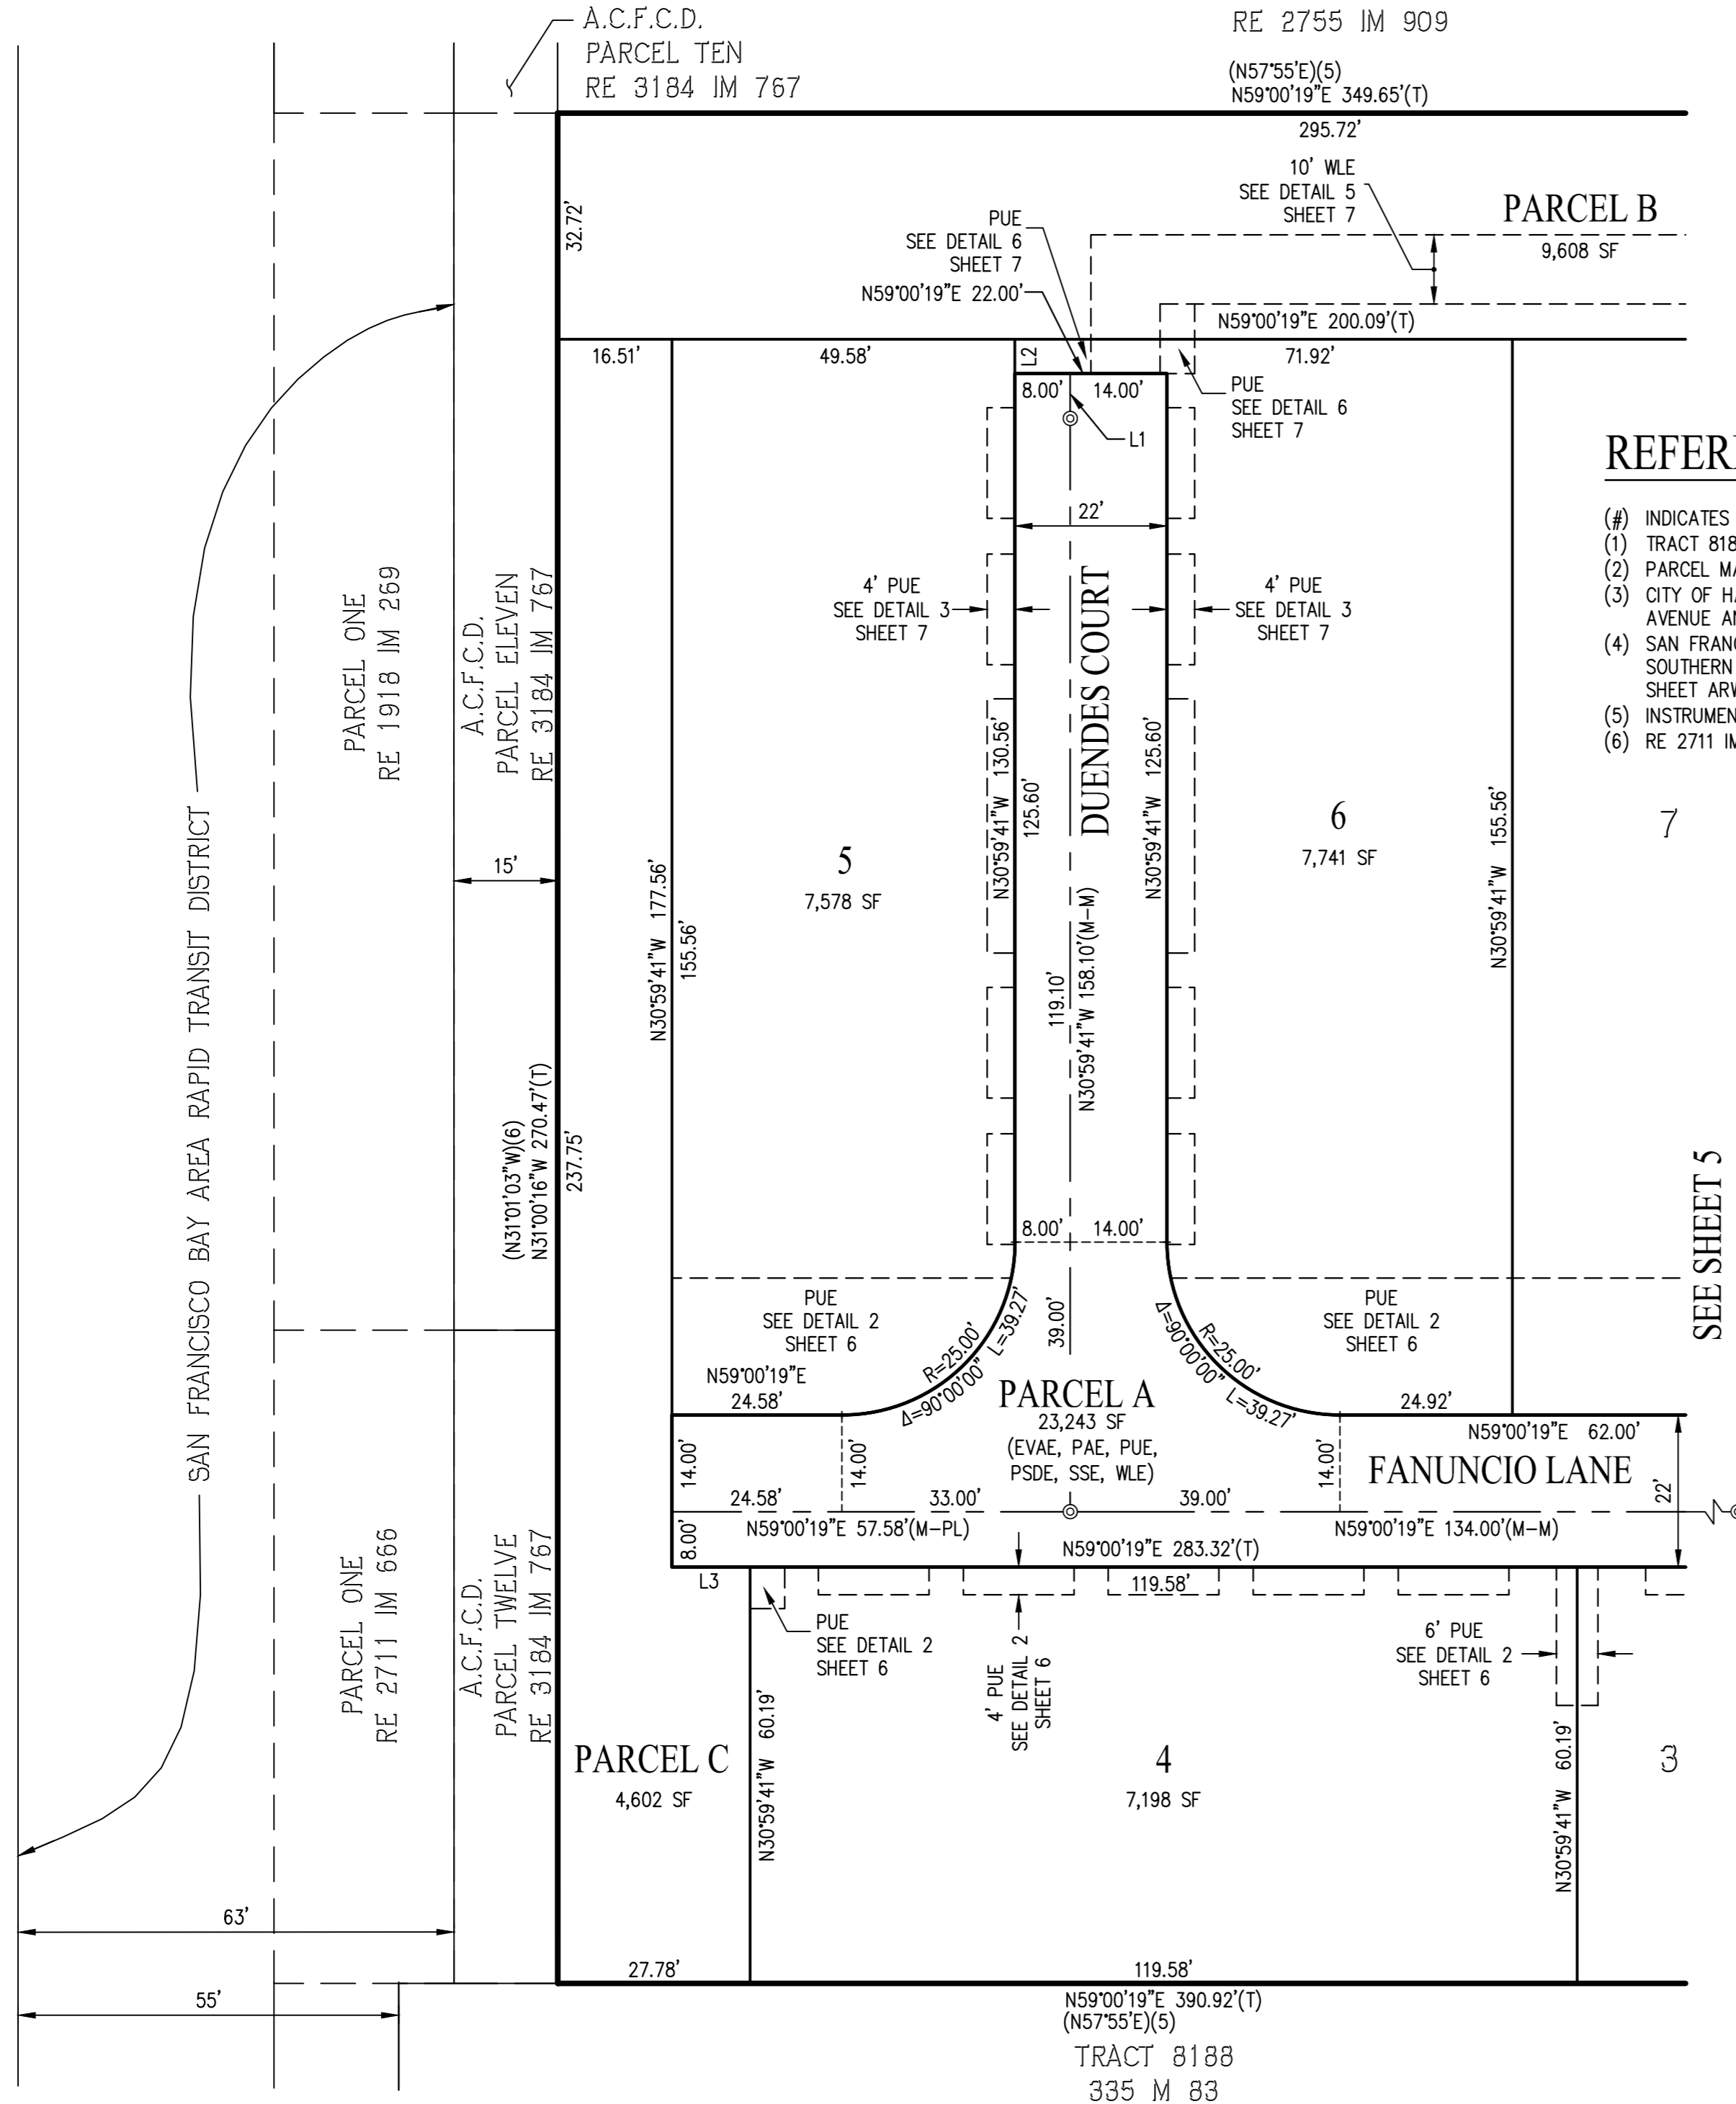 A.C.F.C.D.
PARCEL TEN
RE 3184 IM 767
RE 2755 IM 909
(N57°55'E)(5)
N59°00'19"E 349.65'(T)
295.72'
32.72'
10' WLE
SEE DETAIL 5
SHEET 7
PARCEL B
9,608 SF
PUE
SEE DETAIL 6
SHEET 7
N59°00'19"E 22.00'
N59°00'19"E 200.09'(T)
16.51'
49.58'
L2
71.92'
8.00'
14.00'
L1
PUE
SEE DETAIL 6
SHEET 7
22'
4' PUE
SEE DETAIL 3
SHEET 7
4' PUE
SEE DETAIL 3
SHEET 7
DUENDES COURT
N30°59'41"W 130.56'
125.60'
N30°59'41"W 125.60'
119.10'
N30°59'41"W 158.10'(M-M)
5
7,578 SF
6
7,741 SF
7
N30°59'41"W 177.56'
155.56'
N30°59'41"W 155.56'
(#) INDICATES
(1) TRACT
(2) PARCEL
(3) CITY OF
AVENUE
(4) SAN
SOUTHERN
SHEET
(5)
(6) RE 2711
PARCEL ONE
RE 1918 IM 269
A.C.F.C.D.
PARCEL ELEVEN
RE 3184 IM 767
15'
SAN FRANCISCO BAY AREA RAPID TRANSIT DISTRICT
(N31°01'03"W)(6)
N31°00'16"W 270.47'(T)
237.75'
SEE SHEET 5
8.00'
14.00'
PUE
SEE DETAIL 2
SHEET 6
R=25.00'
Δ=90°00'00" L=39.27'
39.00'
R=25.00'
Δ=90°00'00" L=39.27'
PUE
SEE DETAIL 2
SHEET 6
N59°00'19"E
24.58'
PARCEL A
23,243 SF
(EVAE, PAE, PUE,
PSDE, SSE, WLE)
24.92'
N59°00'19"E 62.00'
FANUNCIO LANE
22'
14.00'
14.00'
14.00'
24.58'
33.00'
39.00'
8.00'
N59°00'19"E 57.58'(M-PL)
N59°00'19"E 134.00'(M-M)
N59°00'19"E 283.32'(T)
119.58'
L3
PUE
SEE DETAIL 2
SHEET 6
4' PUE
SEE DETAIL 2
SHEET 6
6' PUE
SEE DETAIL 2
SHEET 6
PARCEL ONE
RE 2711 IM 666
A.C.F.C.D.
PARCEL TWELVE
RE 3184 IM 767
PARCEL C
4,602 SF
N30°59'41"W 60.19'
4
7,198 SF
N30°59'41"W 60.19'
3
63'
55'
27.78'
119.58'
N59°00'19"E 390.92'(T)
(N57°55'E)(5)
TRACT 8188
335 M 83